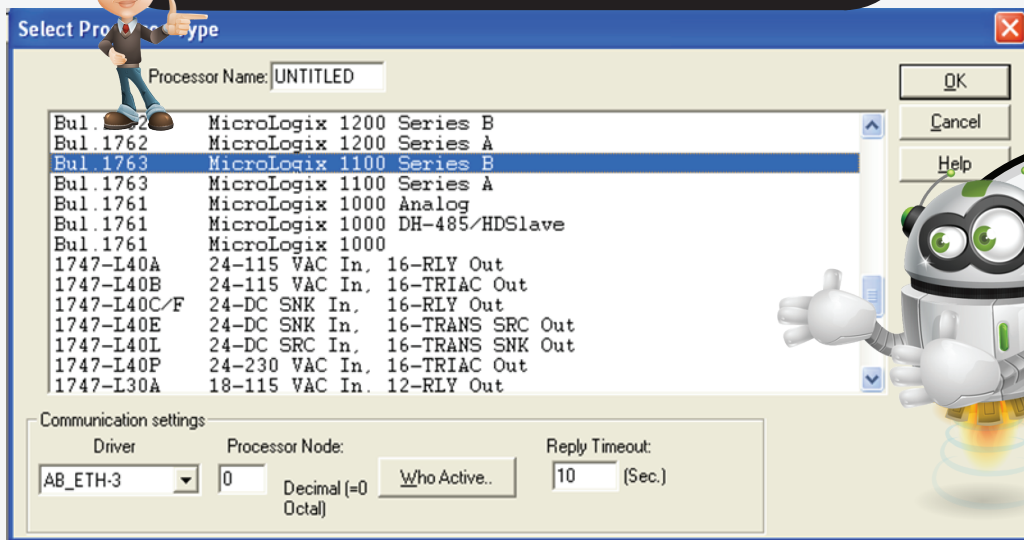 Select Processor Type
Processor Name: UNTITLED
OK
Cancel
Help
Bul.1762 MicroLogix 1200 Series B
Bul.1762 MicroLogix 1200 Series A
Bul.1763 MicroLogix 1100 Series B
Bul.1763 MicroLogix 1100 Series A
Bul.1761 MicroLogix 1000 Analog
Bul.1761 MicroLogix 1000 DH-485/HDSlave
Bul.1761 MicroLogix 1000
1747-L40A 24-115 VAC In, 16-RLY Out
1747-L40B 24-115 VAC In, 16-TRIAC Out
1747-L40C/F 24-DC SNK In, 16-RLY Out
1747-L40E 24-DC SNK In, 16-TRANS SRC Out
1747-L40L 24-DC SRC In, 16-TRANS SNK Out
1747-L40P 24-230 VAC In, 16-TRIAC Out
1747-L30A 18-115 VAC In. 12-RLY Out
Communication settings
Driver
Processor Node:
Reply Timeout:
AB_ETH-3
0
Decimal (=0
Octal)
Who Active..
10
(Sec.)